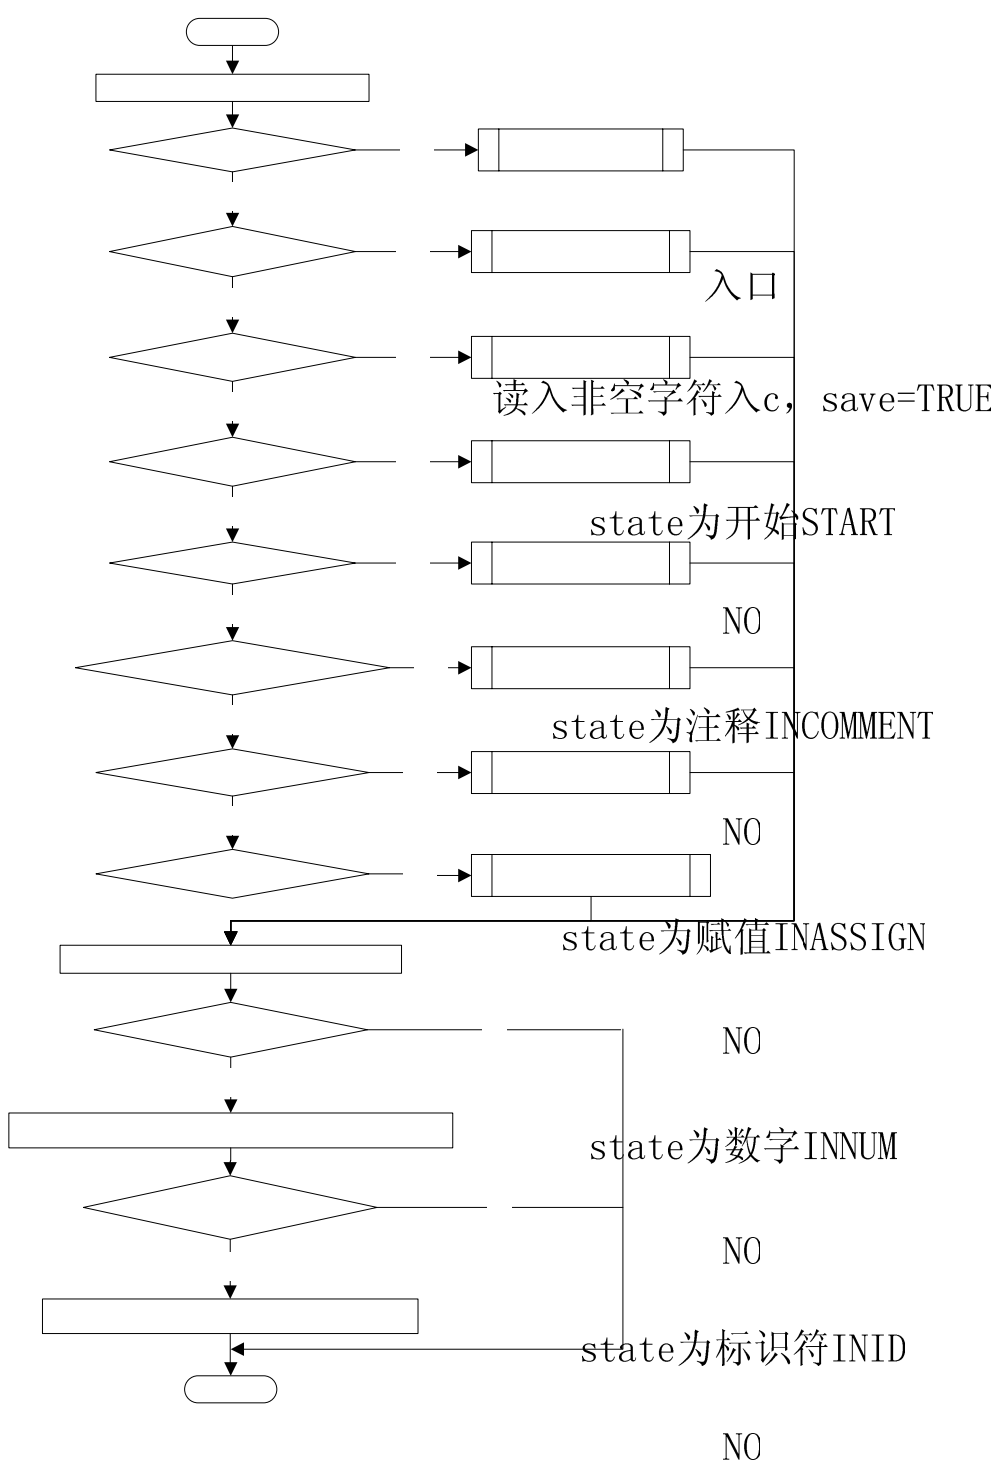 入口
读入非空字符入c，save=TRUE
state为开始START
NO
state为注释INCOMMENT
NO
state为赋值INASSIGN
NO
state为数字INNUM
NO
state为标识符INID
NO